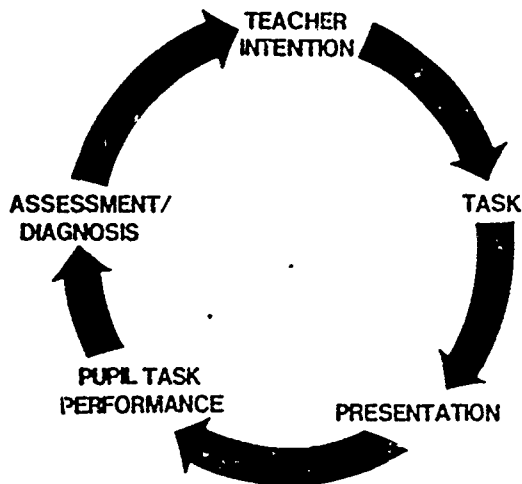 TEACHER
INTENTION
TASK
PRESENTATION
PUPIL TASK
PERFORMANCE
ASSESSMENT/
DIAGNOSIS